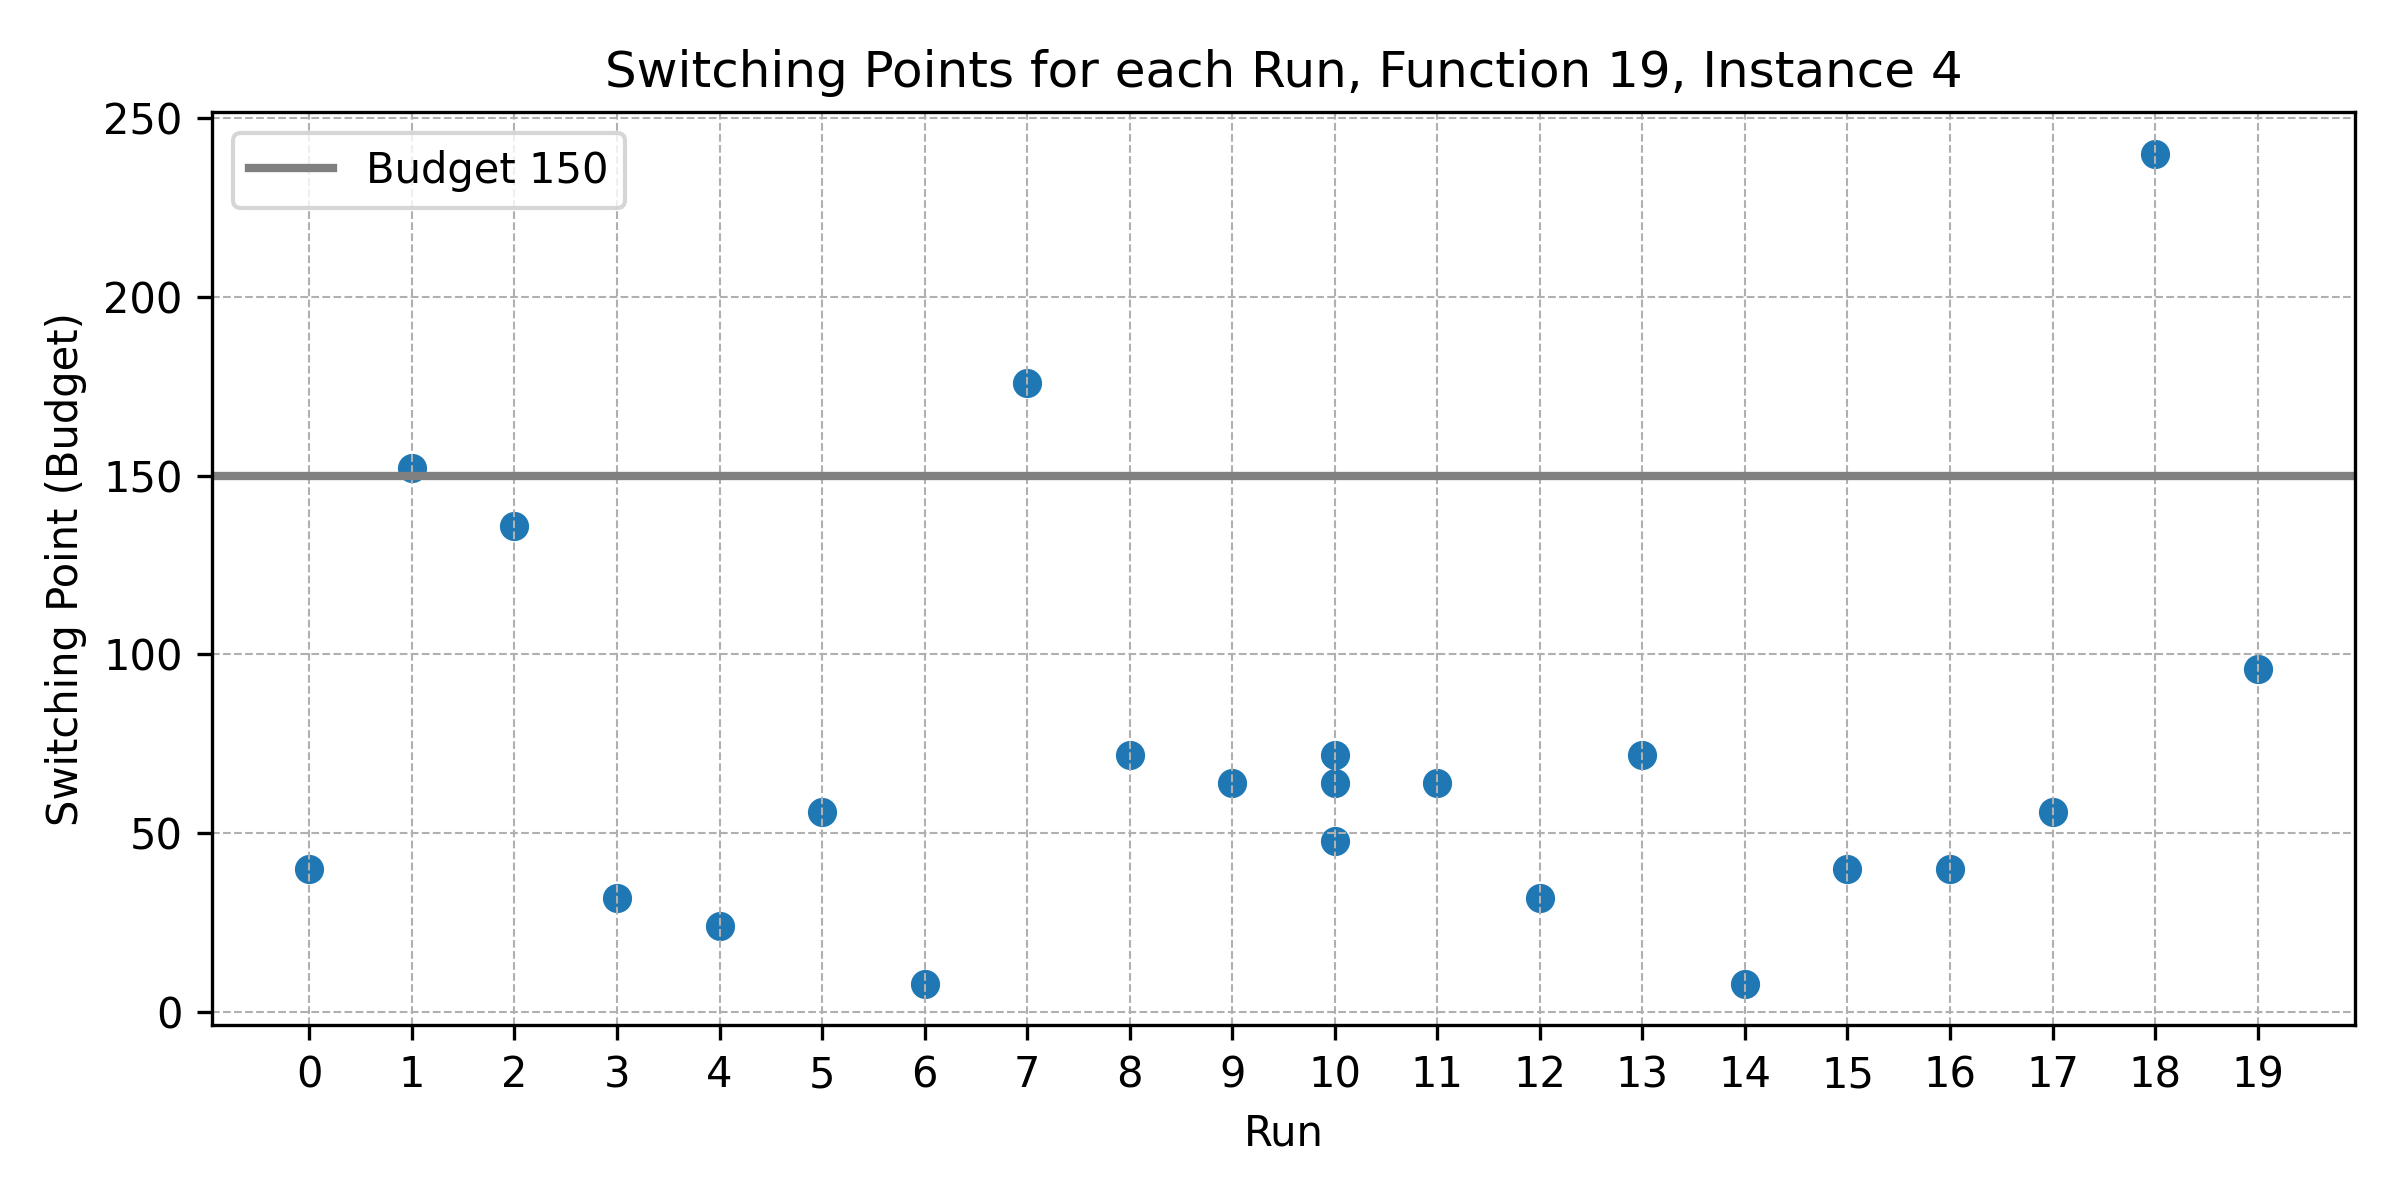 Switching Points for each Run, Function 19, Instance 4
Budget 150
Switching Point (Budget)
250
200
150
100
50
0
0 1 2 3 4 5 6 7 8 9 10 11 12 13 14 15 16 17 18 19
Run